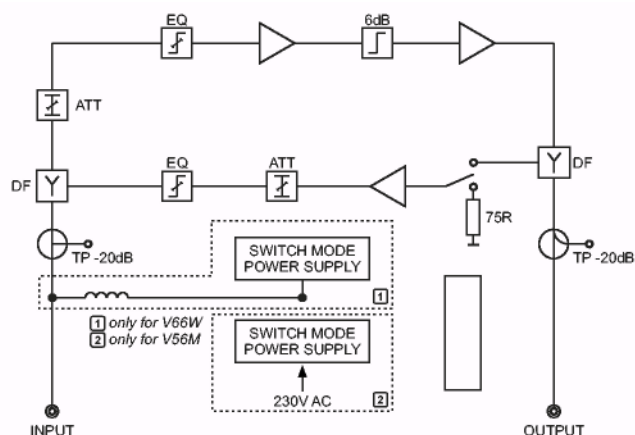 EQ
6dB
ATT
EQ
ATT
DF
DF
75R
TP -20dB
TP -20dB
SWITCH MODE
POWER SUPPLY
1
1 only for V66W
2 only for V56M
SWITCH MODE
POWER SUPPLY
230V AC
2
INPUT
OUTPUT